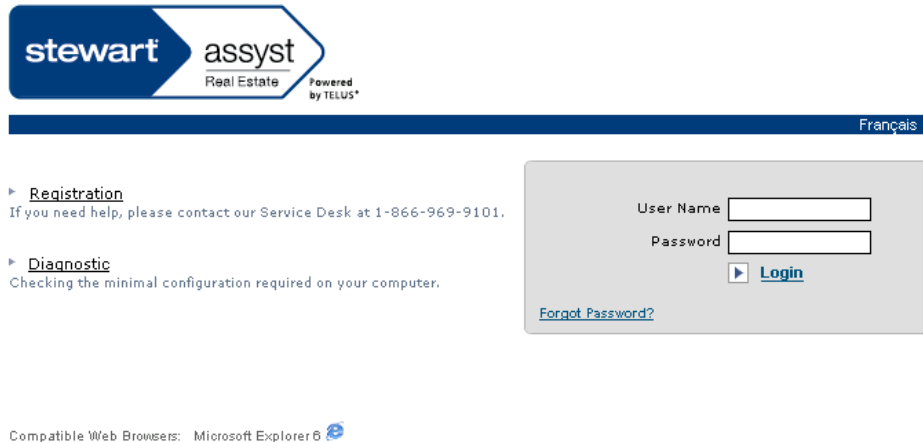 stewart
assyst
Real Estate
Powered
by TELUS+
Français
Registration
If you need help, please contact our Service Desk at 1-866-969-9101.
Diagnostic
Checking the minimal configuration required on your computer.
User Name
Password
Login
Forgot Password?
Compatible Web Browsers: Microsoft Explorer 6